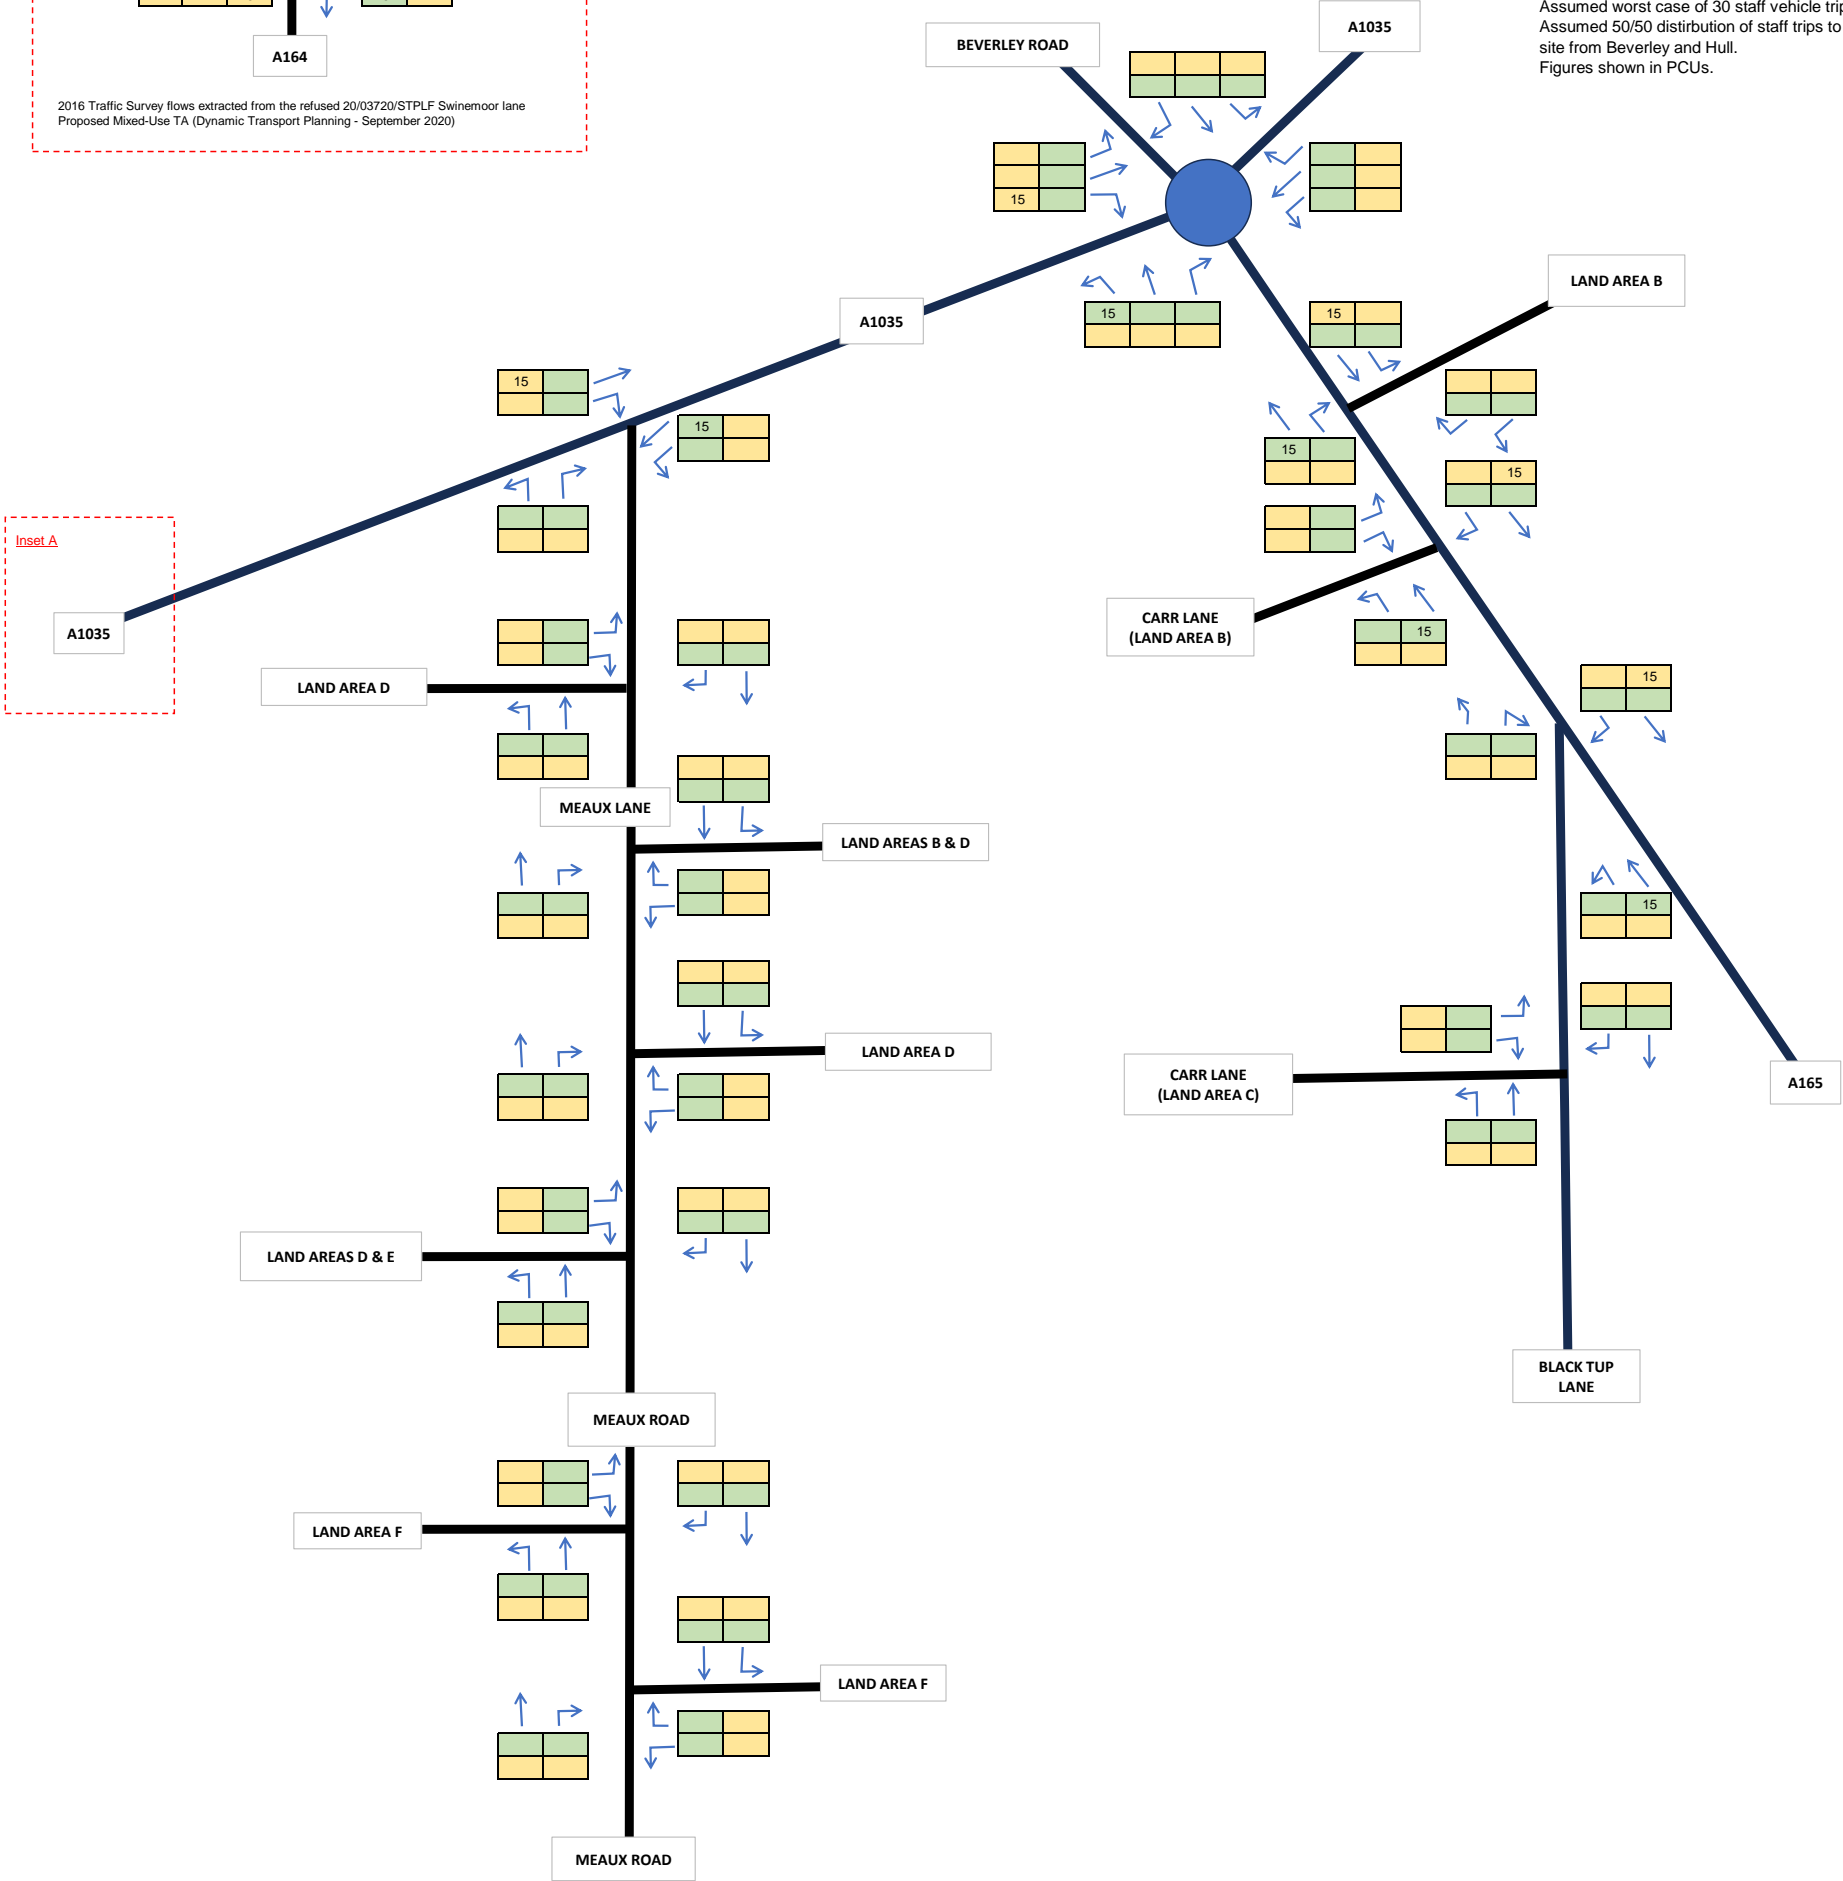 A164
2016 Traffic Survey flows extracted from the refused 20/03720/STPLF Swinemoor lane
Proposed Mixed-Use TA (Dynamic Transport Planning - September 2020)
Assumed worst case of 30 staff vehicle trip
Assumed 50/50 distirbution of staff trips to
site from Beverley and Hull.
Figures shown in PCUs.
BEVERLEY ROAD
A1035
15
15
15
LAND AREA B
A1035
15
15
15
15
Inset A
A1035
CARR LANE
(LAND AREA B)
15
LAND AREA D
15
MEAUX LANE
LAND AREAS B & D
15
LAND AREA D
CARR LANE
(LAND AREA C)
A165
LAND AREAS D & E
BLACK TUP
LANE
MEAUX ROAD
LAND AREA F
LAND AREA F
MEAUX ROAD